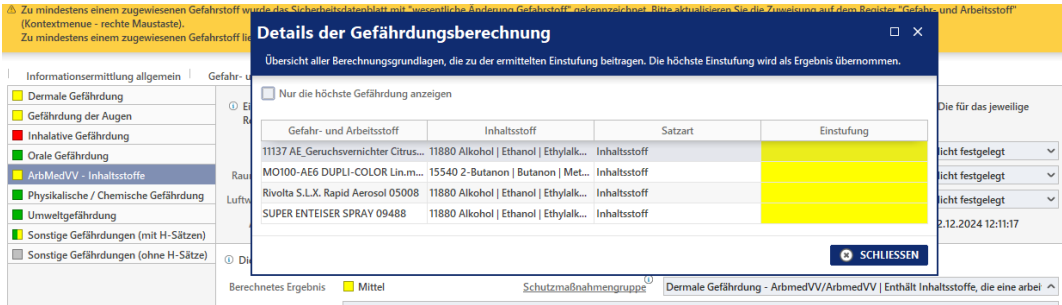 Zu mindestens einem zugewiesenen Gefahrstoff wurde das Sicherheitsdatenblatt mit "wesentliche Änderung Gefahrstoff" gekennzeichnet. Bitte aktualisieren Sie die Zuweisung auf dem Register "Gefahr- und Arbeitsstoff"
(Kontextmenue - rechte Maustaste).
Zu mindestens einem zugewiesenen Gefahrstoff lie
Details der Gefährdungsberechnung
Übersicht aller Berechnungsgrundlagen, die zu der ermittelten Einstufung beitragen. Die höchste Einstufung wird als Ergebnis übernommen.
Informationsermittlung allgemein Gefahr- u
Nur die höchste Gefährdung anzeigen
Dermale Gefährdung
Gefährdung der Augen
Inhalative Gefährdung
Orale Gefährdung
ArbMedVV - Inhaltsstoffe
Physikalische / Chemische Gefährdung
Umweltgefährdung
Sonstige Gefährdungen (mit H-Sätzen)
Sonstige Gefährdungen (ohne H-Sätze)
Ei
Die für das jeweilige
Gefahr- und Arbeitsstoff Inhaltsstoff Satzart Einstufung
11137 AE_Geruchsvernichter Citrus... 11880 Alkohol | Ethanol | Ethylalk... Inhaltsstoff
MO100-AE6 DUPLI-COLOR Lin.m... 15540 2-Butanon | Butanon | Met... Inhaltsstoff
Rivolta S.L.X. Rapid Aerosol 05008 11880 Alkohol | Ethanol | Ethylalk... Inhaltsstoff
SUPER ENTEISER SPRAY 09488 11880 Alkohol | Ethanol | Ethylalk... Inhaltsstoff
licht festgelegt
Raur
licht festgelegt
Luftw
licht festgelegt
2.12.2024 12:11:17
SCHLIESSEN
Die
Berechnetes Ergebnis Mittel Schutzmaßnahmengruppe Dermale Gefährdung - ArbmedVV/ArbmedVV | Enthält Inhaltsstoffe, die eine arbei